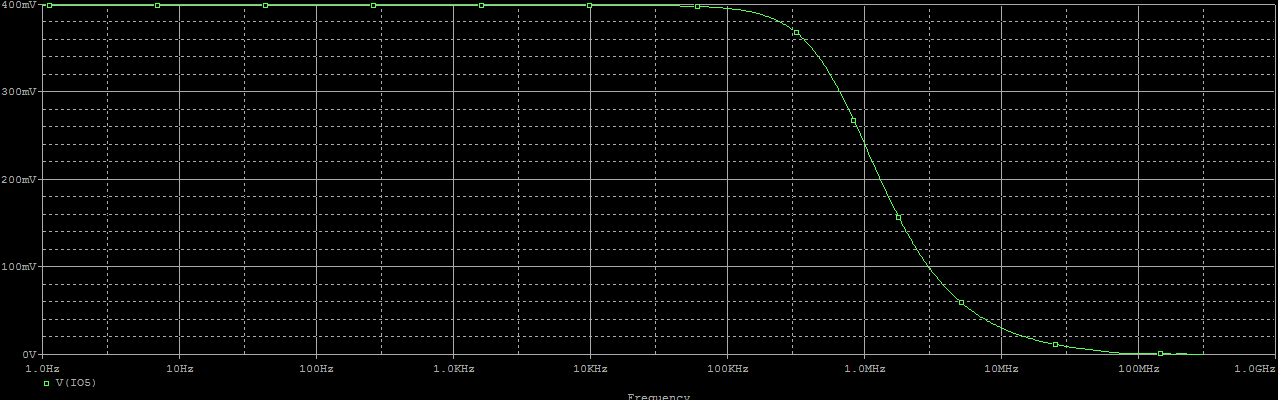 400mV
300mV
200mV
100mV
0V
1.0Hz 10Hz 100Hz 1.0KHz 10KHz 100KHz 1.0MHz 10MHz 100MHz 1.0GHz
V(IO5)
Frequency